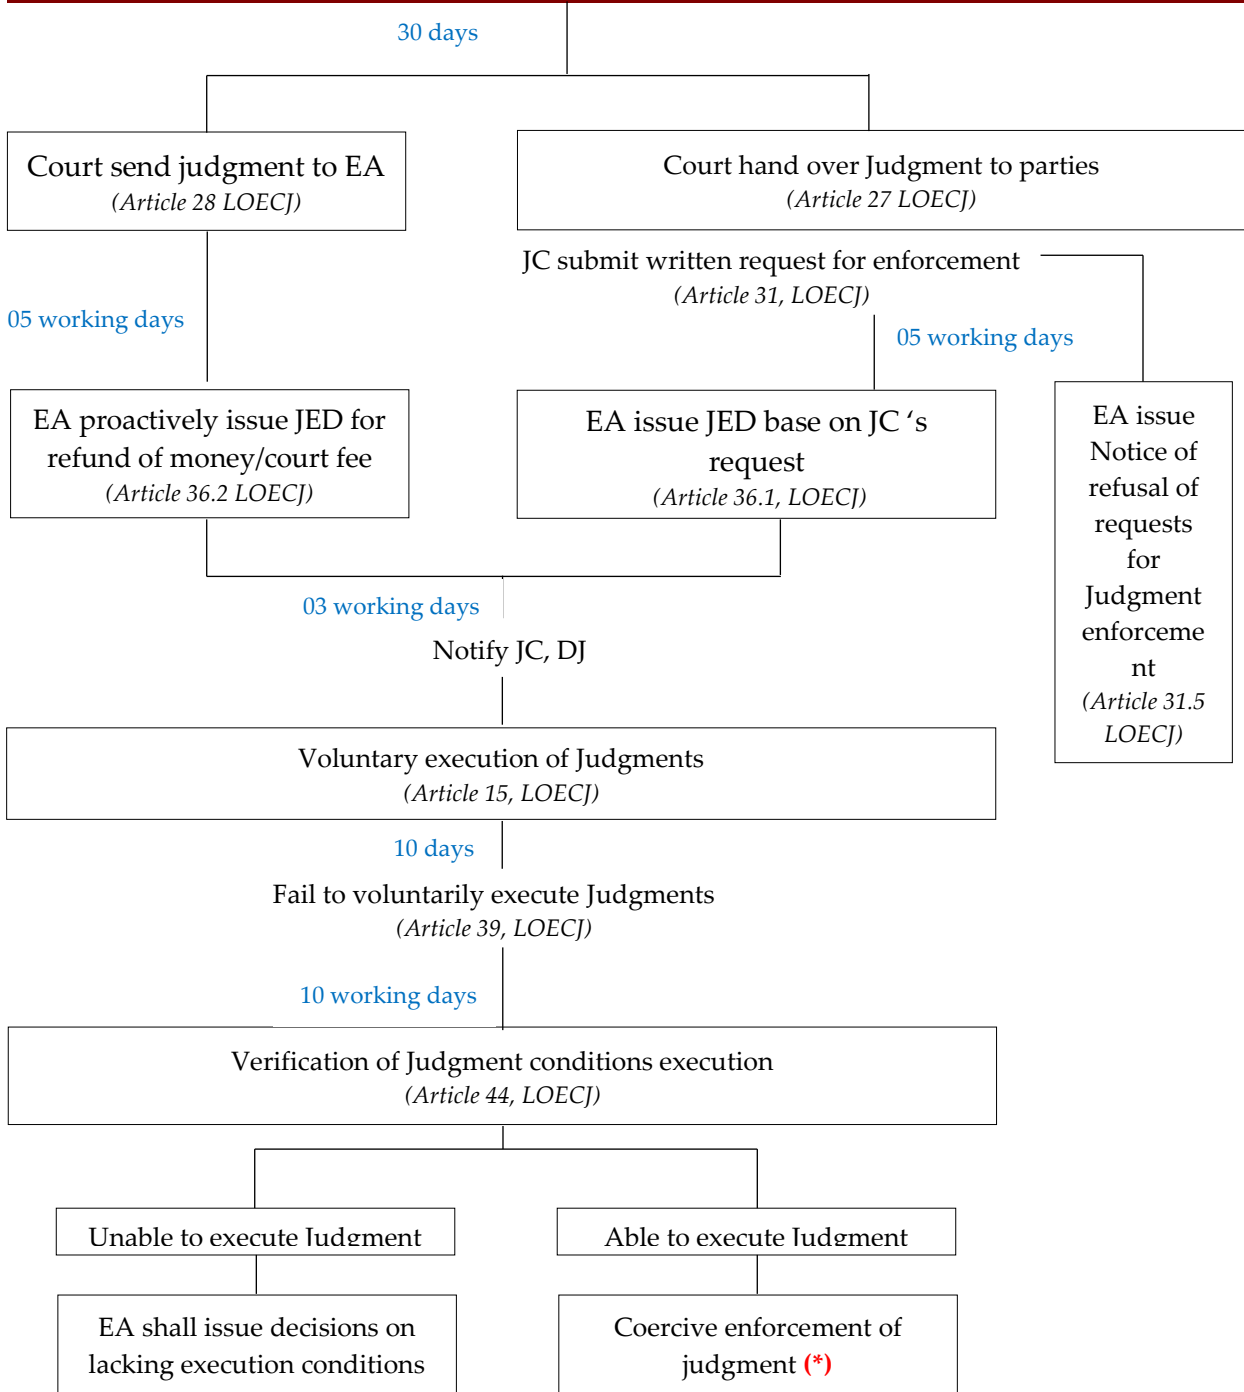 30 days
Court send judgment to EA
(Article 28 LOECJ)
Court hand over Judgment to parties
(Article 27 LOECJ)
JC submit written request for enforcement
(Article 31, LOECJ)
05 working days
05 working days
EA proactively issue JED for
refund of money/court fee
(Article 36.2 LOECJ)
EA issue JED base on JC ‘s
request
(Article 36.1, LOECJ)
EA issue
Notice of
refusal of
requests
for
Judgment
enforceme
nt
(Article 31.5
LOECJ)
03 working days
Notify JC, DJ
Voluntary execution of Judgments
(Article 15, LOECJ)
10 days
Fail to voluntarily execute Judgments
(Article 39, LOECJ)
10 working days
Verification of Judgment conditions execution
(Article 44, LOECJ)
Unable to execute Judgment
Able to execute Judgment
EA shall issue decisions on
lacking execution conditions
Coercive enforcement of
judgment (*)